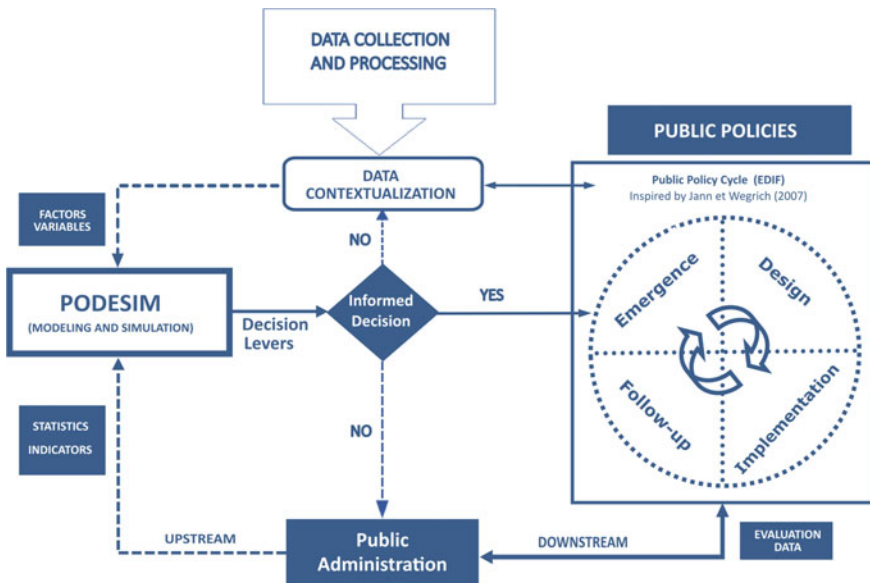 DATA COLLECTION
AND PROCESSING
PUBLIC POLICIES
DATA
CONTEXTUALIZATION
Public Policy Cycle (EDIF)
Inspired by Jann et Wegrich (2007)
FACTORS
VARIABLES
NO
Emergence
Design
PODESIM
(MODELING AND SIMULATION)
Decision
Levers
Informed
Decision
YES
Follow-up
Implementation
STATISTICS
INDICATORS
NO
UPSTREAM
Public
Administration
DOWNSTREAM
EVALUATION
DATA